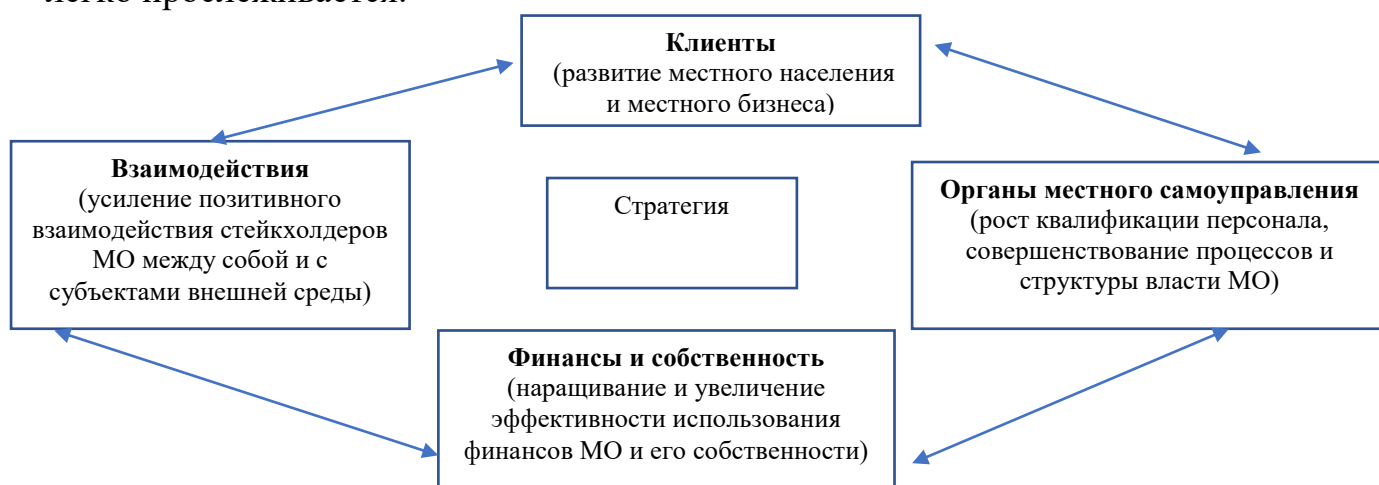 легко прослеживается.
Клиенты
(развитие местного населения
и местного бизнеса)
Взаимодействия
(усиление позитивного
взаимодействия стейкхолдеров
МО между собой и с
субъектами внешней среды)
Стратегия
Органы местного самоуправления
(рост квалификации персонала,
совершенствование процессов и
структуры власти МО)
Финансы и собственность
(наращивание и увеличение
эффективности использования
финансов МО и его собственности)